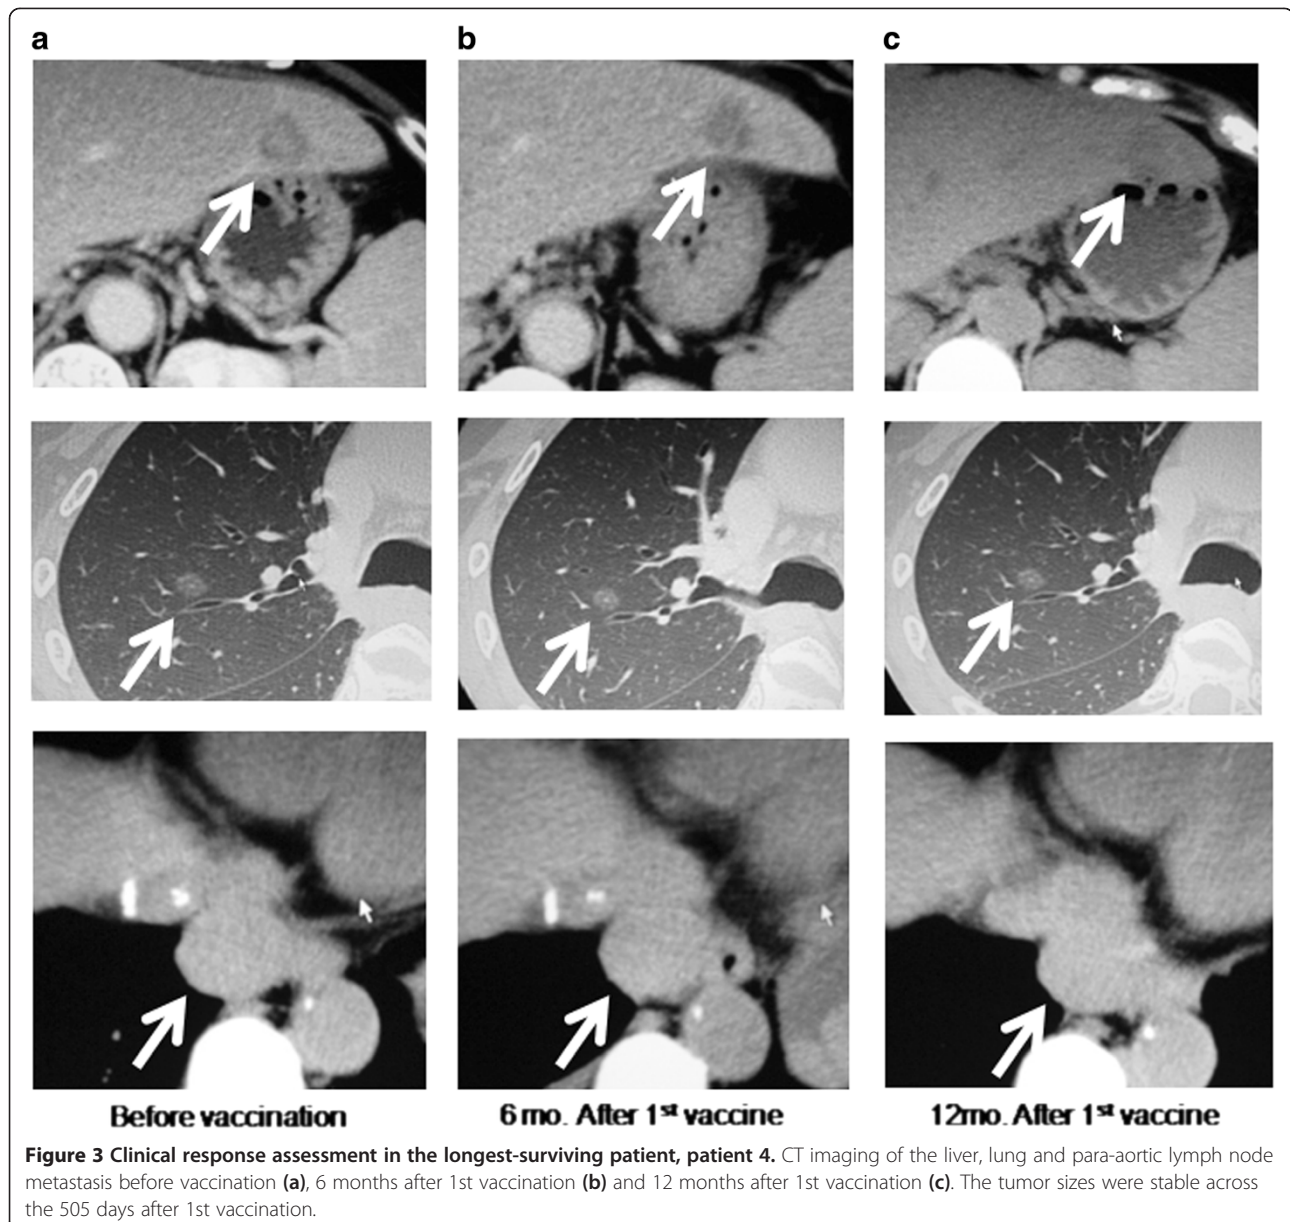 a b c
Before vaccination 6 mo. After 1st vaccine 12mo. After 1st vaccine
Figure 3 Clinical response assessment in the longest-surviving patient, patient 4. CT imaging of the liver, lung and para-aortic lymph node
metastasis before vaccination (a), 6 months after 1st vaccination (b) and 12 months after 1st vaccination (c). The tumor sizes were stable across
the 505 days after 1st vaccination.